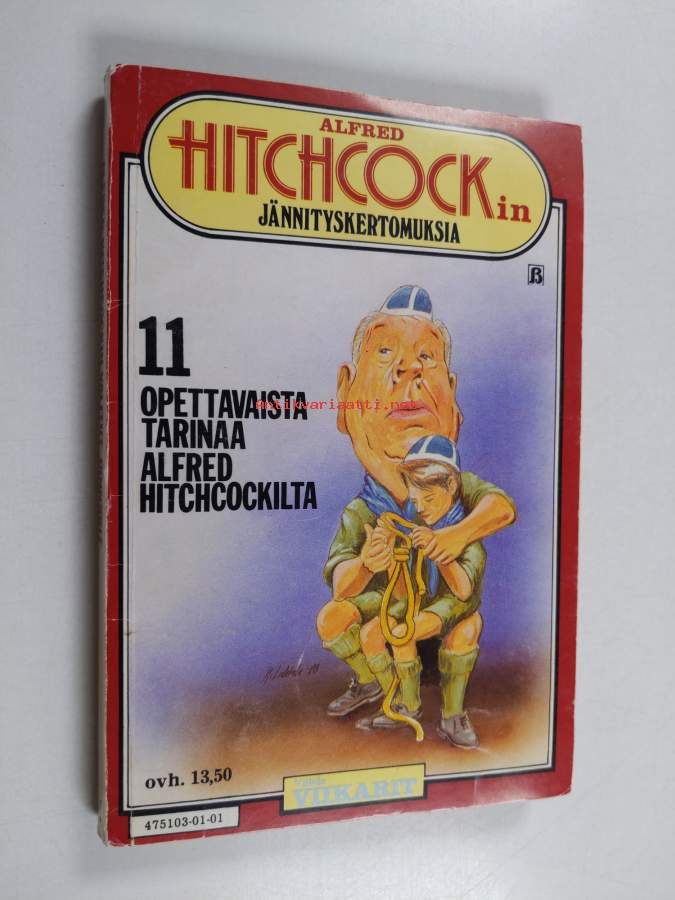 ALFRED
HITCHCOCKin
JÄNNITYSKERTOMUKSIA
11
OPETTAVAISTA
TARINAA
ALFRED
HITCHCOCKILTA
antikvariaatti.net
ovh. 13,50
VIIKARIT
475103-01-01